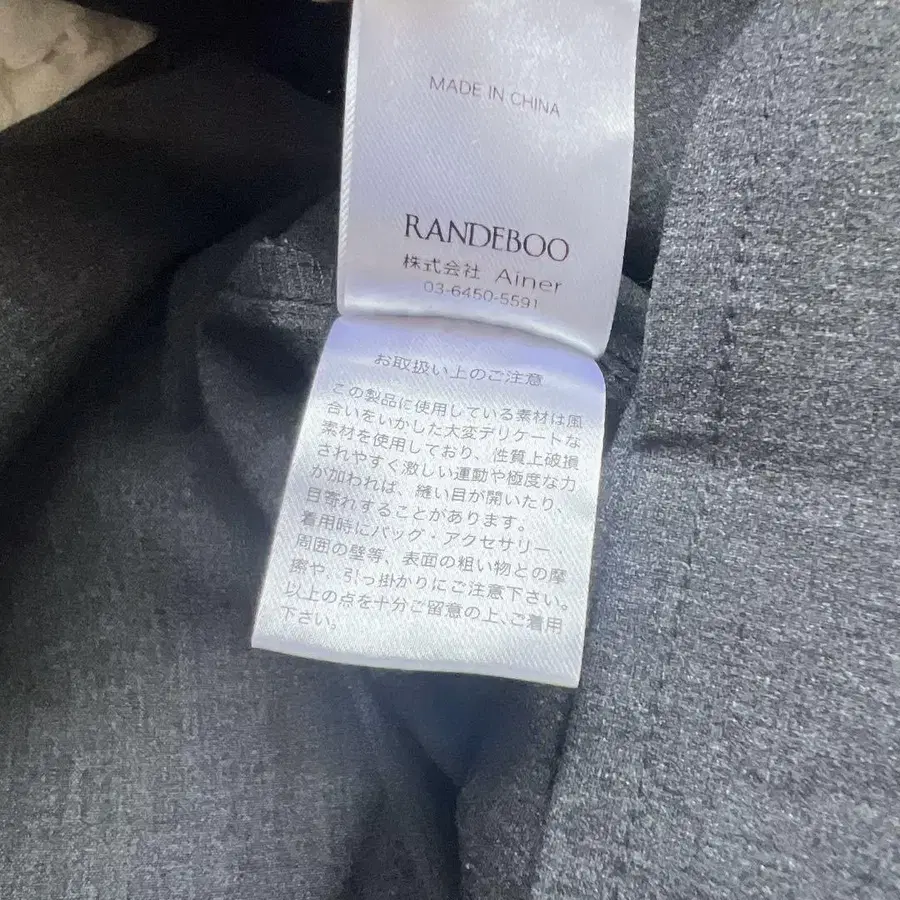 MADE IN CHINA
RANDEBOO
株式会社 Ainer
03-6450-5591
お取扱い上のご注意
この製品に使用している素材は風
合いをいかした大変デリケートな
素材を使用しており、性質上破損
されやすく激しい運動や極度な力
が加われば、縫い目が開いたり、
目寄れすることがあります。
着用時にバッグ・アクセサリー・
周囲の壁等、表面の粗い物との摩
擦や、引っ掛かりにご注意下さい。
以上の点を十分ご留意の上、ご着用
下さい。